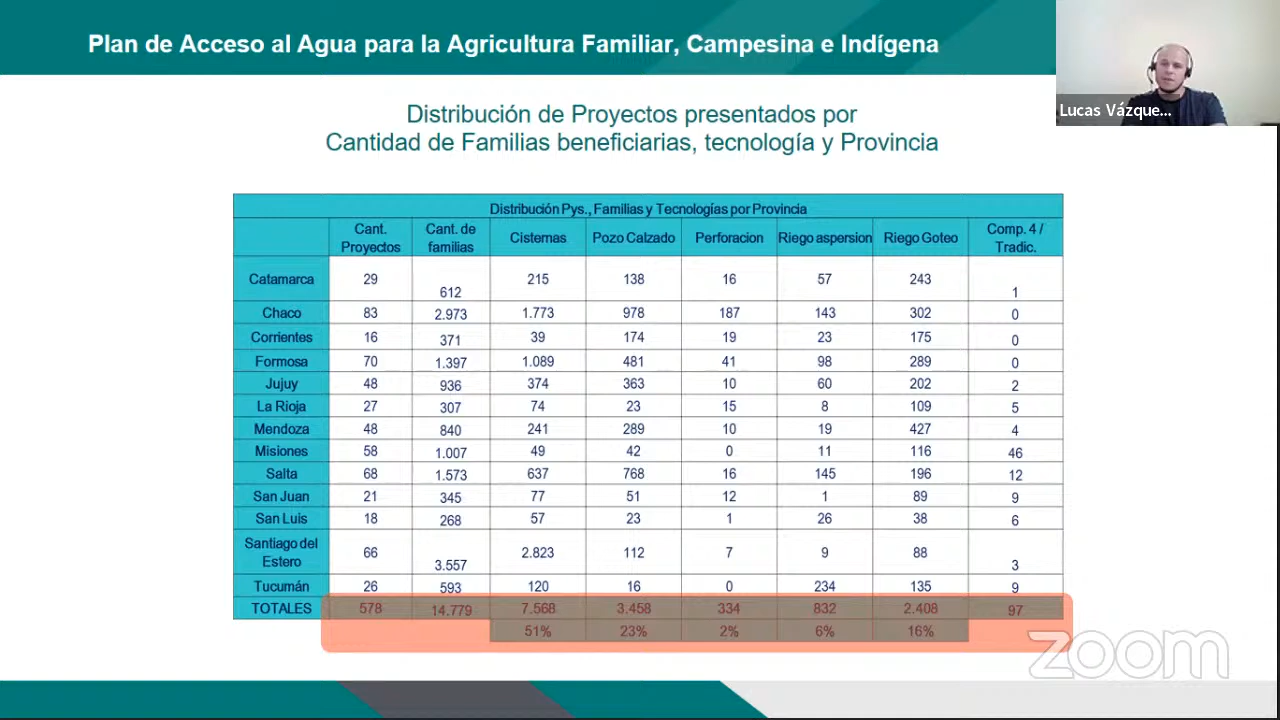 Plan de Acceso al Agua para la Agricultura Familiar, Campesina e Indígena
Lucas Vázque...
Distribución de Proyectos presentados por
Cantidad de Familias beneficiarias, tecnología y Provincia
Distribución Pys., Familias y Tecnologías por Provincia
Cant. Proyectos Cant. de familias Cisternas Pozo Calzado Perforacion Riego aspersion Riego Goteo Comp. 4 / Tradic.
Catamarca 29 612 215 138 16 57 243 1
Chaco 83 2.973 1.773 978 187 143 302 0
Corrientes 16 371 39 174 19 23 175 0
Formosa 70 1.397 1.089 481 41 98 289 0
Jujuy 48 936 374 363 10 60 202 2
La Rioja 27 307 74 23 15 8 109 5
Mendoza 48 840 241 289 10 19 427 4
Misiones 58 1.007 49 42 0 11 116 46
Salta 68 1.573 637 768 16 145 196 12
San Juan 21 345 77 51 12 1 89 9
San Luis 18 268 57 23 1 26 38 6
Santiago del Estero 66 3.557 2.823 112 7 9 88 3
Tucumán 26 593 120 16 0 234 135 9
TOTALES 578 14.779 7.568 3.458 334 832 2.408 97
51% 23% 2% 6% 16%
zoom